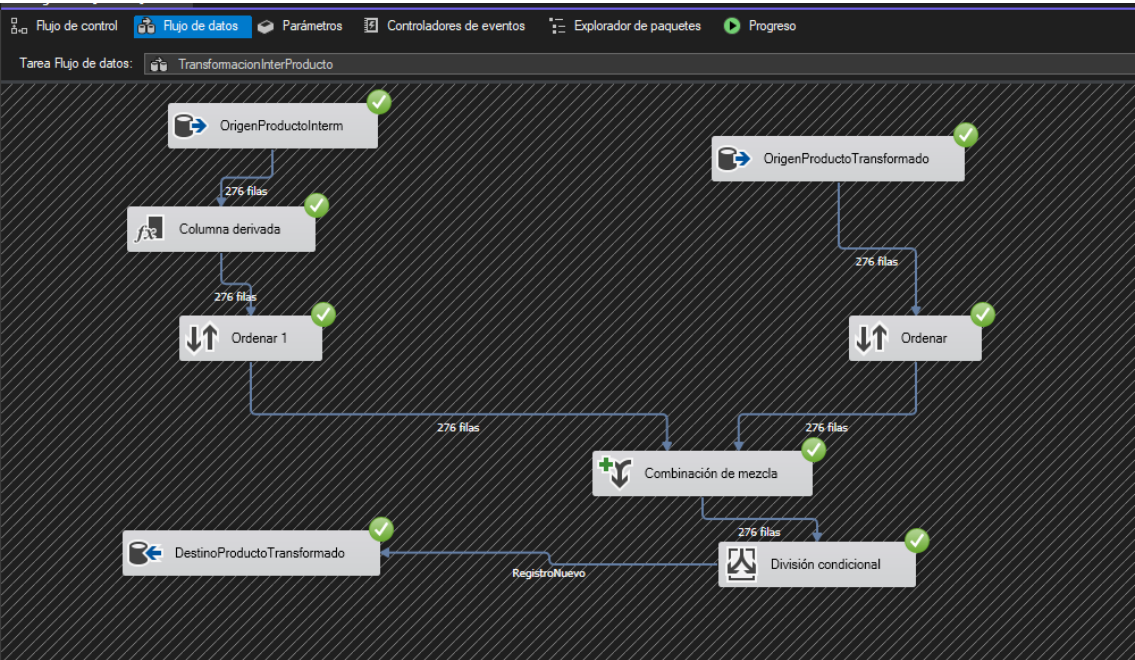 Flujo de control Flujo de datos Parámetros Controladores de eventos Explorador de paquetes Progreso
Tarea Flujo de datos: TransformacionInterProducto
OrigenProductoInterm
OrigenProductoTransformado
276 filas
Columna derivada
276 filas
276 filas
Ordenar 1
Ordenar
276 filas
276 filas
Combinación de mezcla
276 filas
DestinoProductoTransformado
División condicional
RegistroNuevo